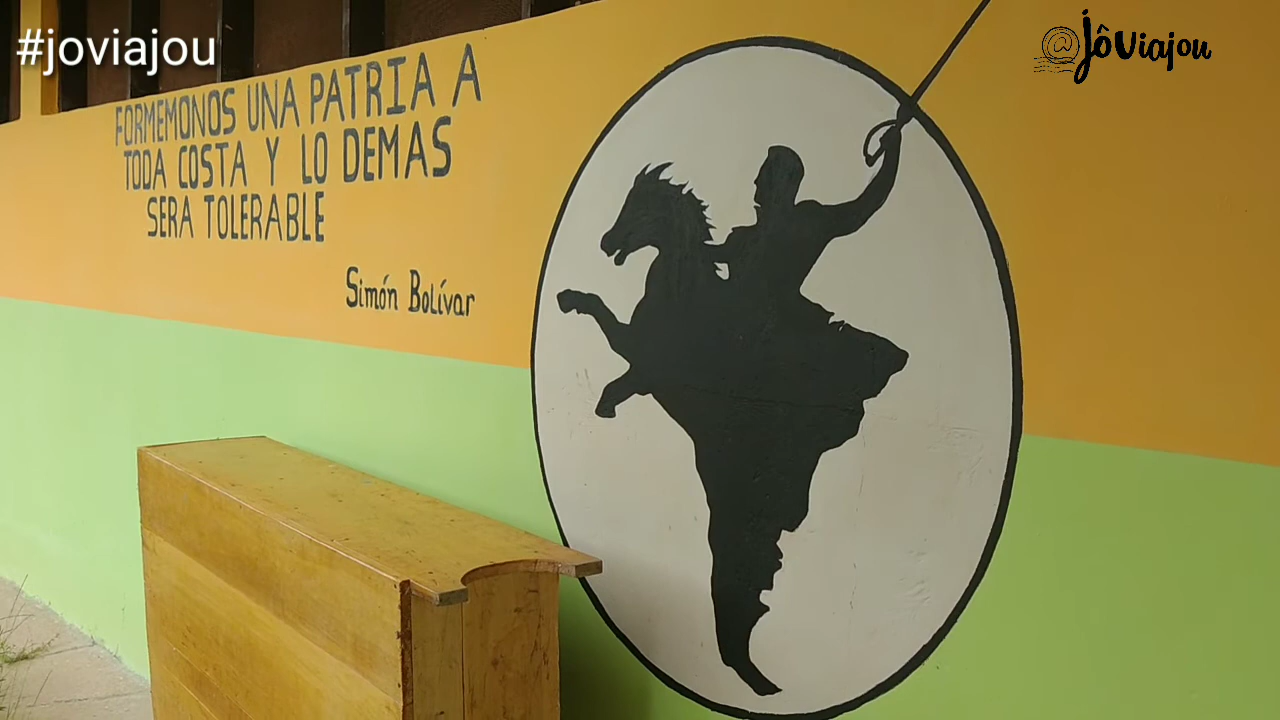 #joviajou
@jôviajou
FORMEMONOS UNA PATRIA A
TODA COSTA Y LO DEMAS
SERA TOLERABLE
Simón Bolívar